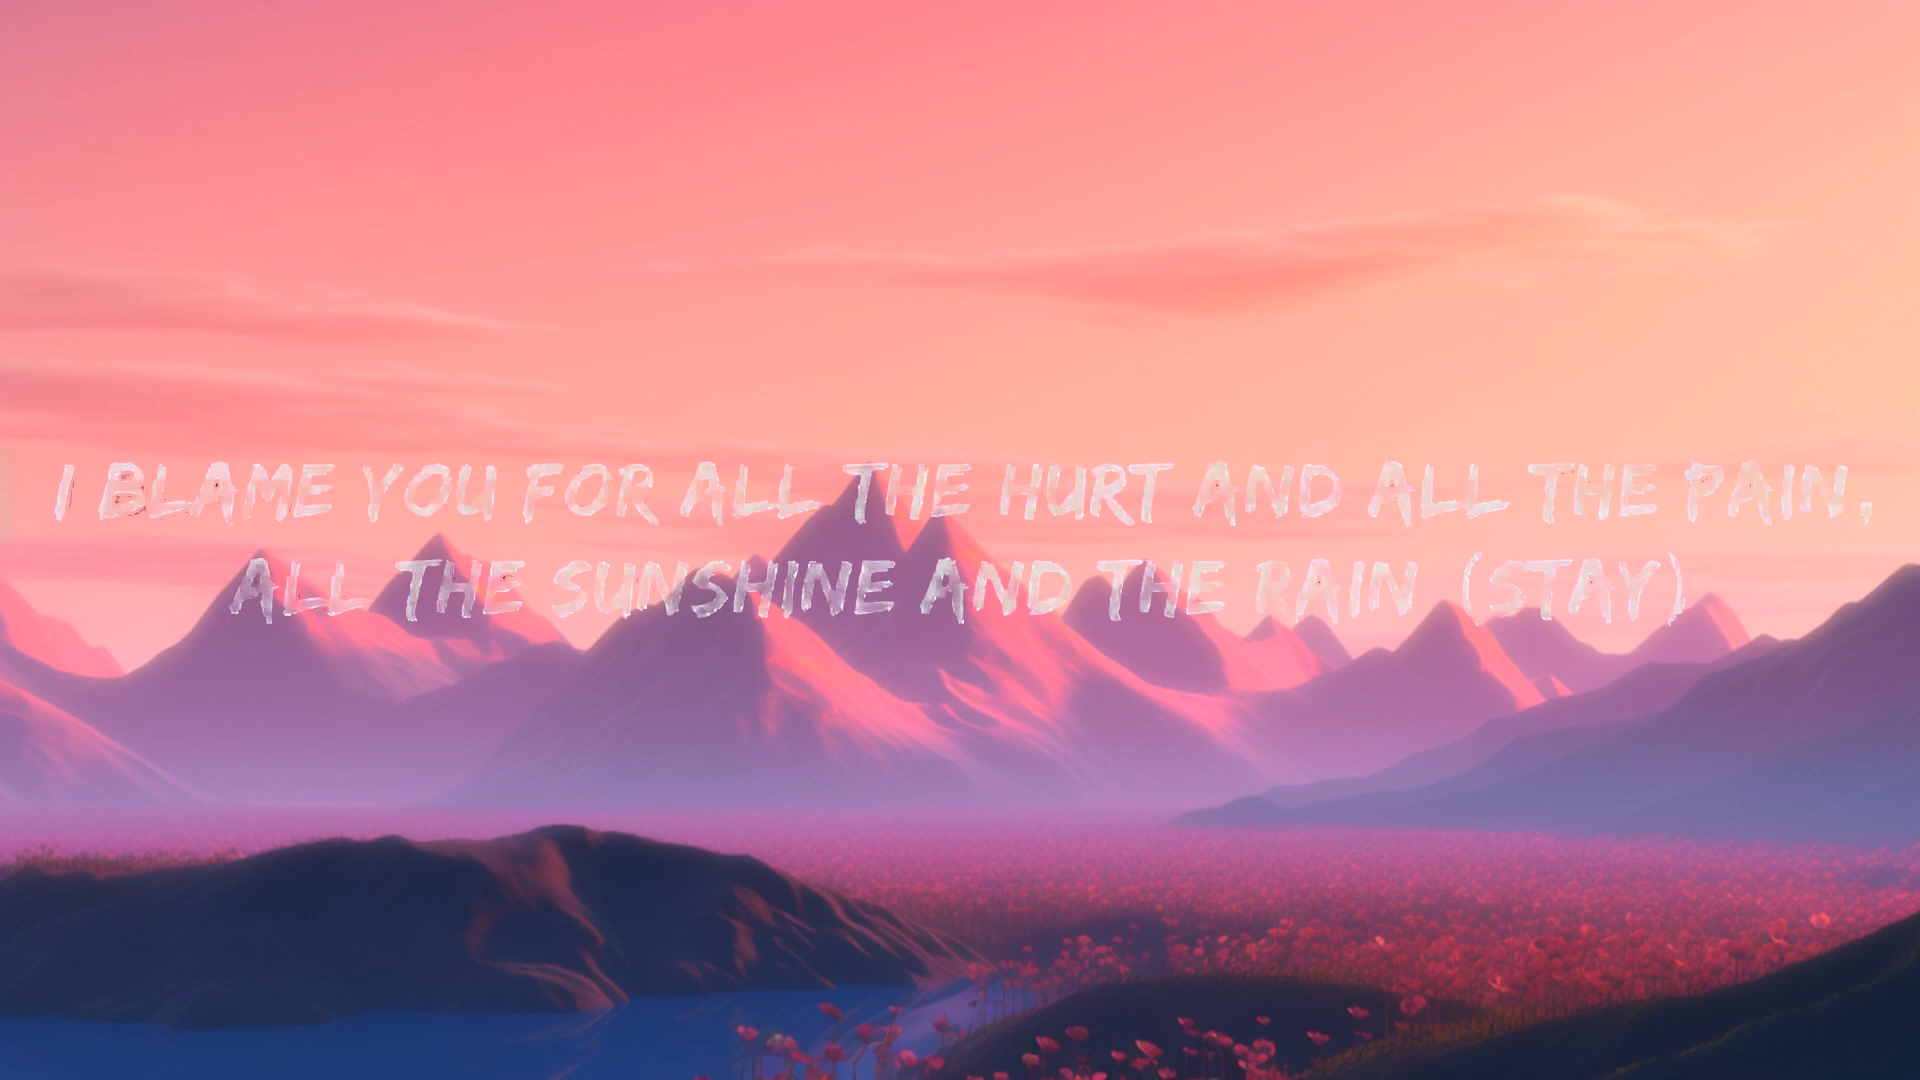 I BLAME YOU FOR ALL THE HURT AND ALL THE PAIN,
ALL THE SUNSHINE AND THE RAIN (STAY)